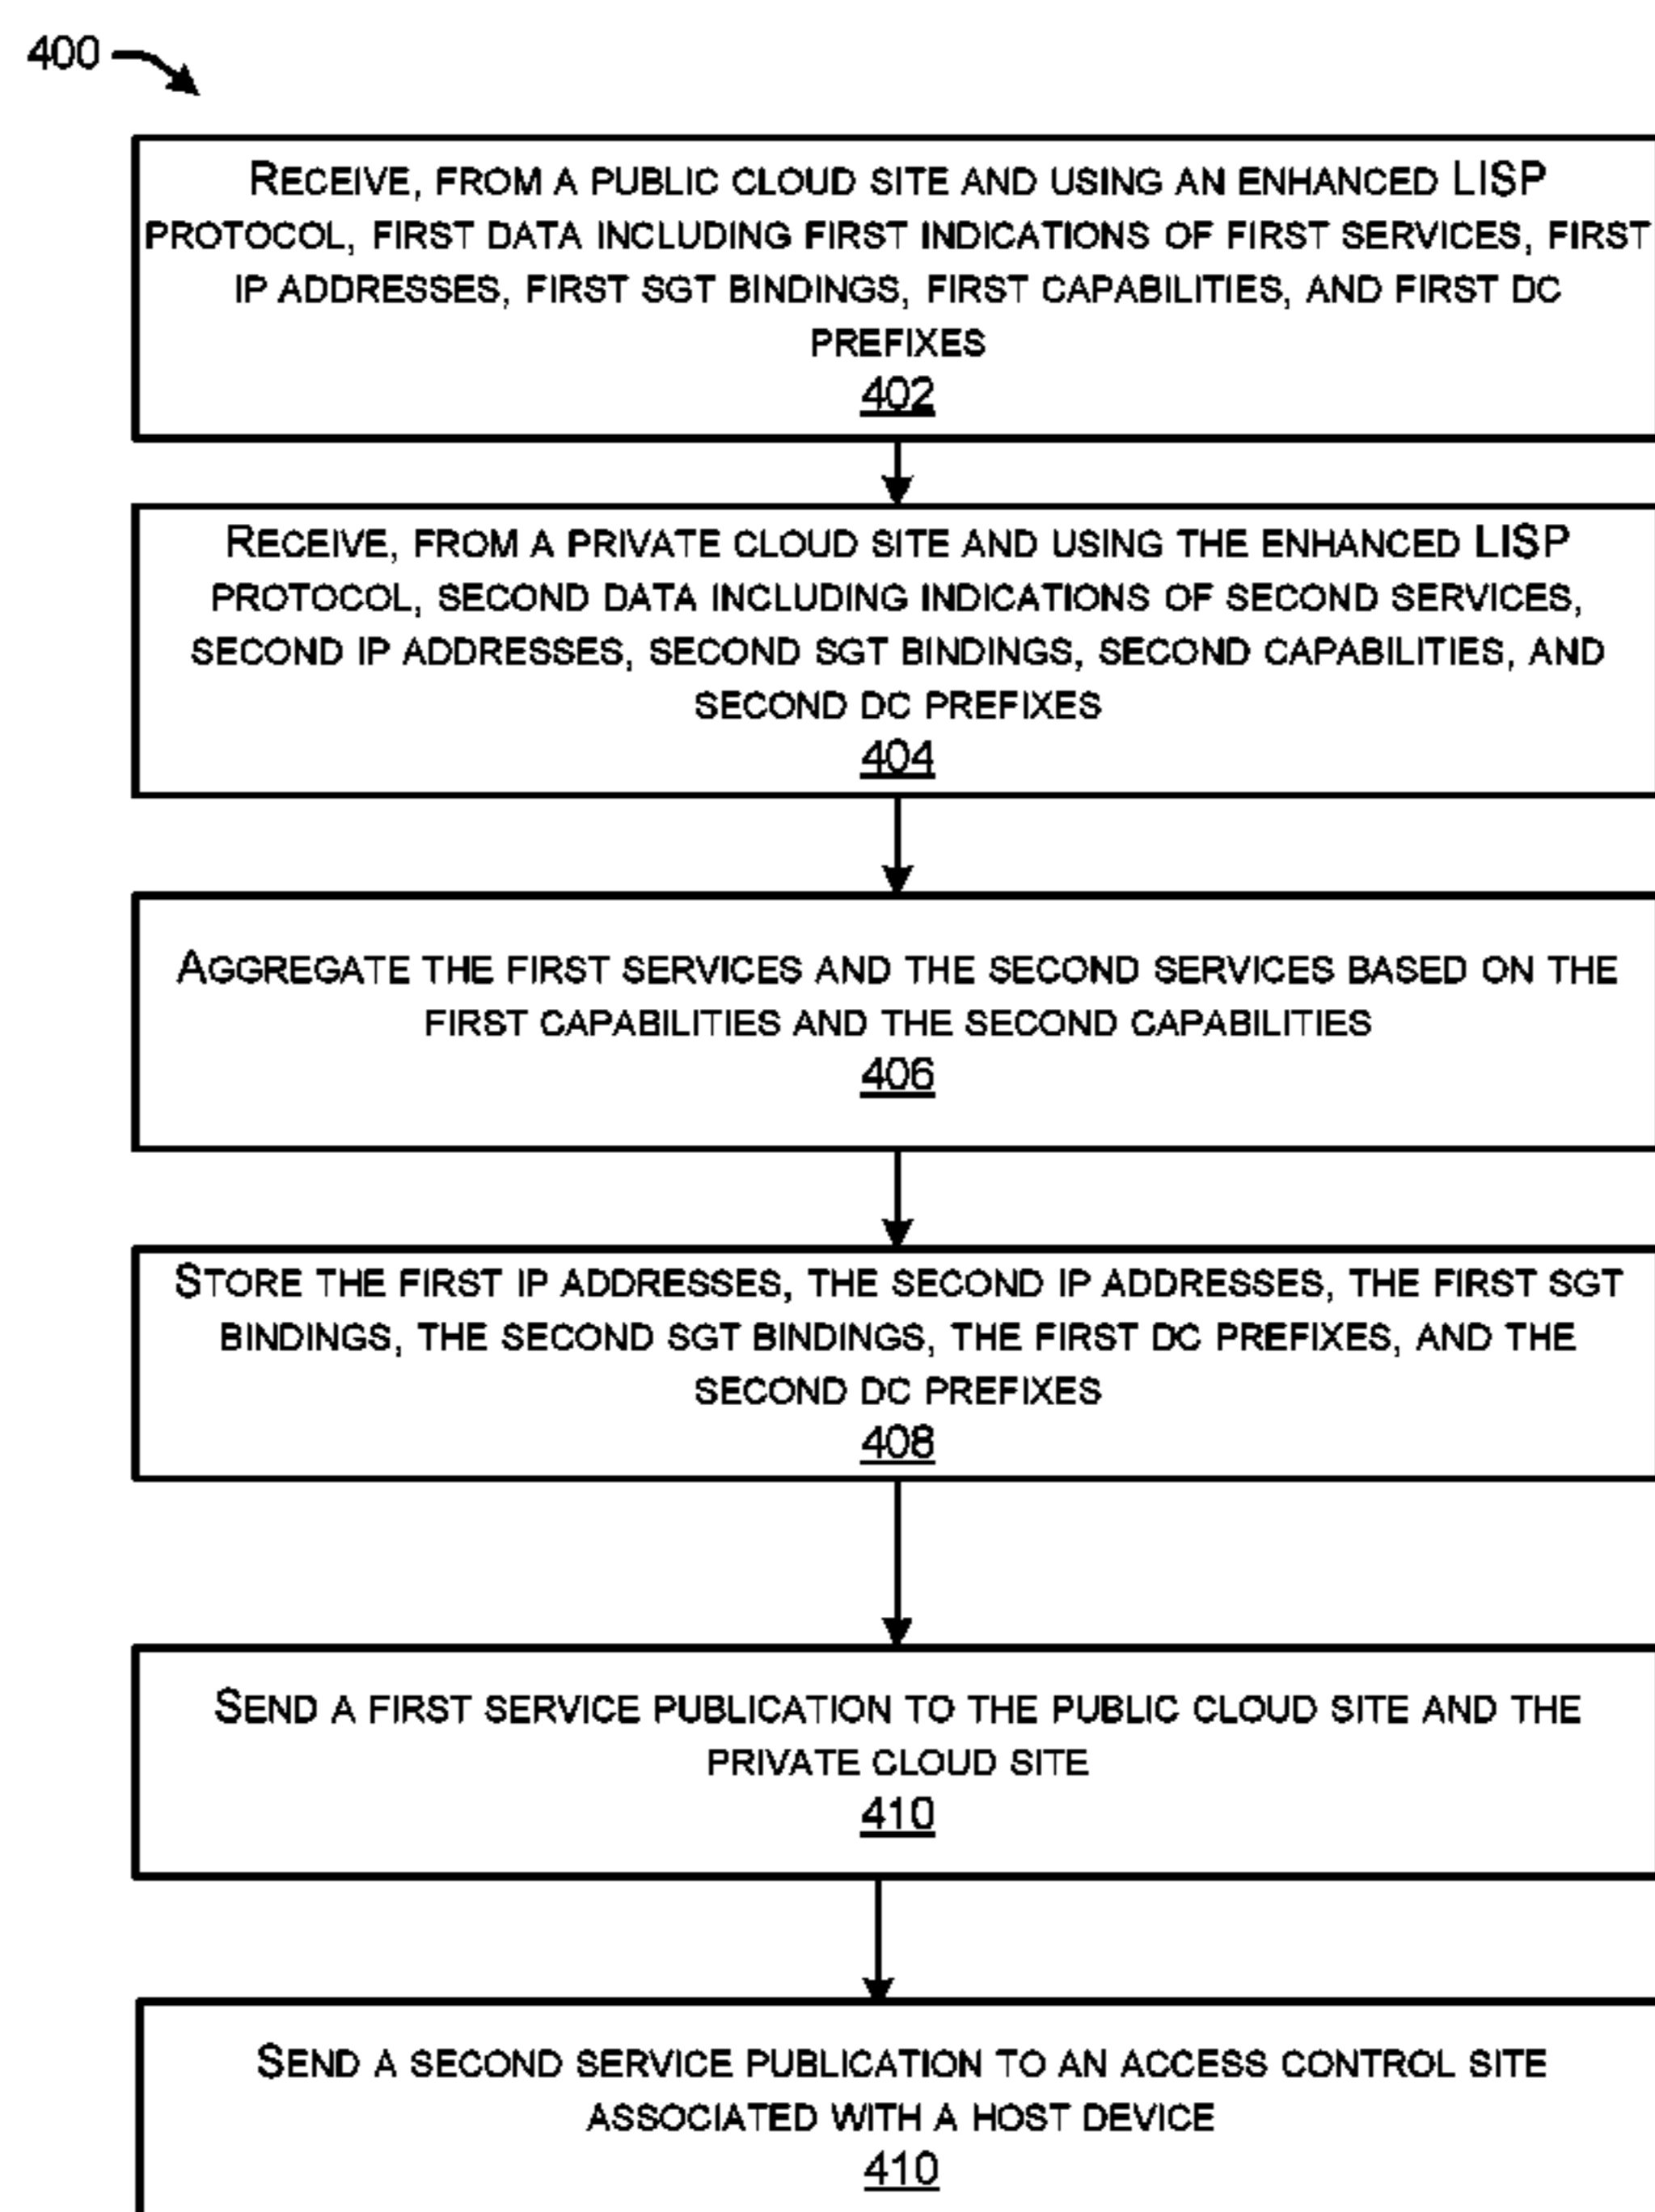 400
RECEIVE, FROM A PUBLIC CLOUD SITE AND USING AN ENHANCED LISP
PROTOCOL, FIRST DATA INCLUDING FIRST INDICATIONS OF FIRST SERVICES, FIRST
IP ADDRESSES, FIRST SGT BINDINGS, FIRST CAPABILITIES, AND FIRST DC
PREFIXES
402
RECEIVE, FROM A PRIVATE CLOUD SITE AND USING THE ENHANCED LISP
PROTOCOL, SECOND DATA INCLUDING INDICATIONS OF SECOND SERVICES,
SECOND IP ADDRESSES, SECOND SGT BINDINGS, SECOND CAPABILITIES, AND
SECOND DC PREFIXES
404
AGGREGATE THE FIRST SERVICES AND THE SECOND SERVICES BASED ON THE
FIRST CAPABILITIES AND THE SECOND CAPABILITIES
406
STORE THE FIRST IP ADDRESSES, THE SECOND IP ADDRESSES, THE FIRST SGT
BINDINGS, THE SECOND SGT BINDINGS, THE FIRST DC PREFIXES, AND THE
SECOND DC PREFIXES
408
SEND A FIRST SERVICE PUBLICATION TO THE PUBLIC CLOUD SITE AND THE
PRIVATE CLOUD SITE
410
SEND A SECOND SERVICE PUBLICATION TO AN ACCESS CONTROL SITE
ASSOCIATED WITH A HOST DEVICE
410